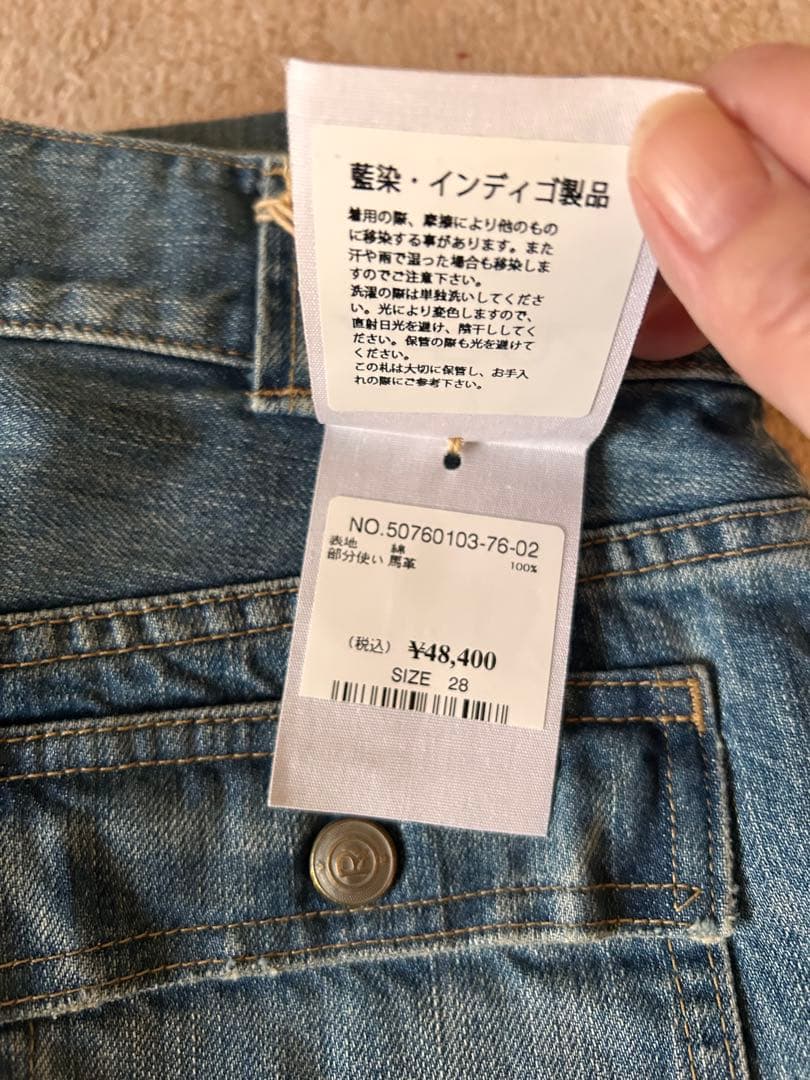 藍染・インディゴ製品
着用の際、摩擦により他のもの
に移染する事があります。また
汗や雨で湿った場合も移染しま
すのでご注意下さい。
洗濯の際は単独洗いしてくださ
い。光により変色しますので、
直射日光を避け、陰干ししてく
ださい。保管の際も光を避けて
ください。
この札は大切に保管し、お手入
れの際にご参考下さい。
NO.50760103-76-02
表地 綿 100%
部分使い 馬革
(税込) ¥48,400
SIZE 28
R